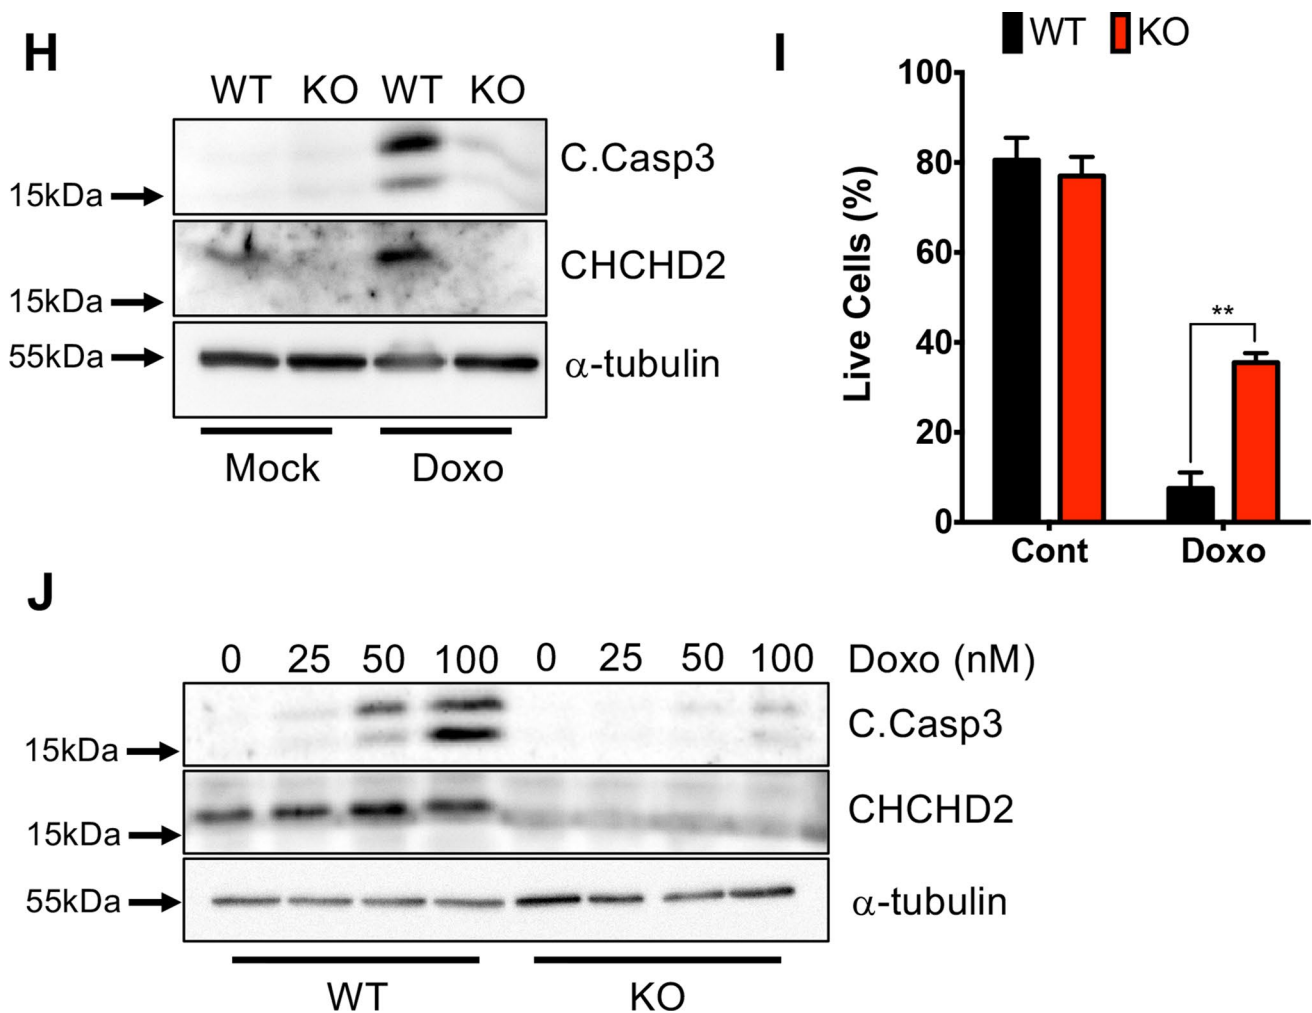 H
WT KO WT KO
C.Casp3
15kDa
CHCHD2
15kDa
55kDa
α-tubulin
Mock Doxo
I
WT KO
Live Cells (%)
100
80
60
40
20
0
**
Cont Doxo
J
0 25 50 100 0 25 50 100 Doxo (nM)
C.Casp3
15kDa
CHCHD2
15kDa
55kDa
α-tubulin
WT KO